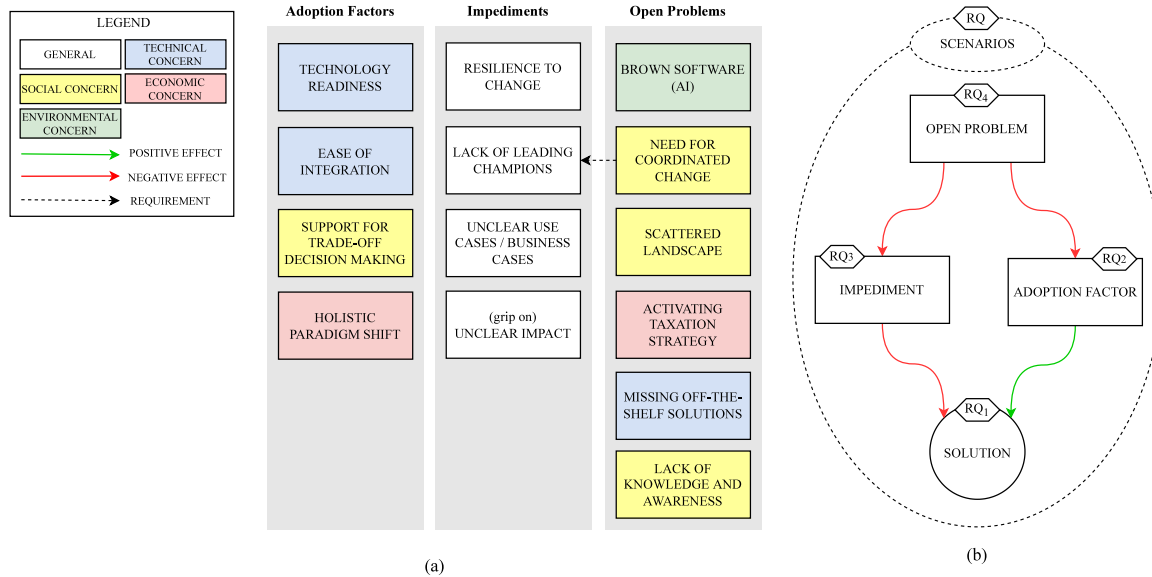 LEGEND
GENERAL
TECHNICAL
CONCERN
SOCIAL CONCERN
ECONOMIC
CONCERN
ENVIRONMENTAL
CONCERN
POSITIVE EFFECT
NEGATIVE EFFECT
REQUIREMENT
Adoption Factors
TECHNOLOGY
READINESS
EASE OF
INTEGRATION
SUPPORT FOR
TRADE-OFF
DECISION MAKING
HOLISTIC
PARADIGM SHIFT
Impediments
RESILIENCE TO
CHANGE
LACK OF LEADING
CHAMPIONS
UNCLEAR USE
CASES / BUSINESS
CASES
(grip on)
UNCLEAR IMPACT
Open Problems
BROWN SOFTWARE
(AI)
NEED FOR
COORDINATED
CHANGE
SCATTERED
LANDSCAPE
ACTIVATING
TAXATION
STRATEGY
MISSING OFF-THE-
SHELF SOLUTIONS
LACK OF
KNOWLEDGE AND
AWARENESS
(a)
RQ
SCENARIOS
RQ4
OPEN PROBLEM
RQ3
IMPEDIMENT
RQ2
ADOPTION FACTOR
RQ1
SOLUTION
(b)